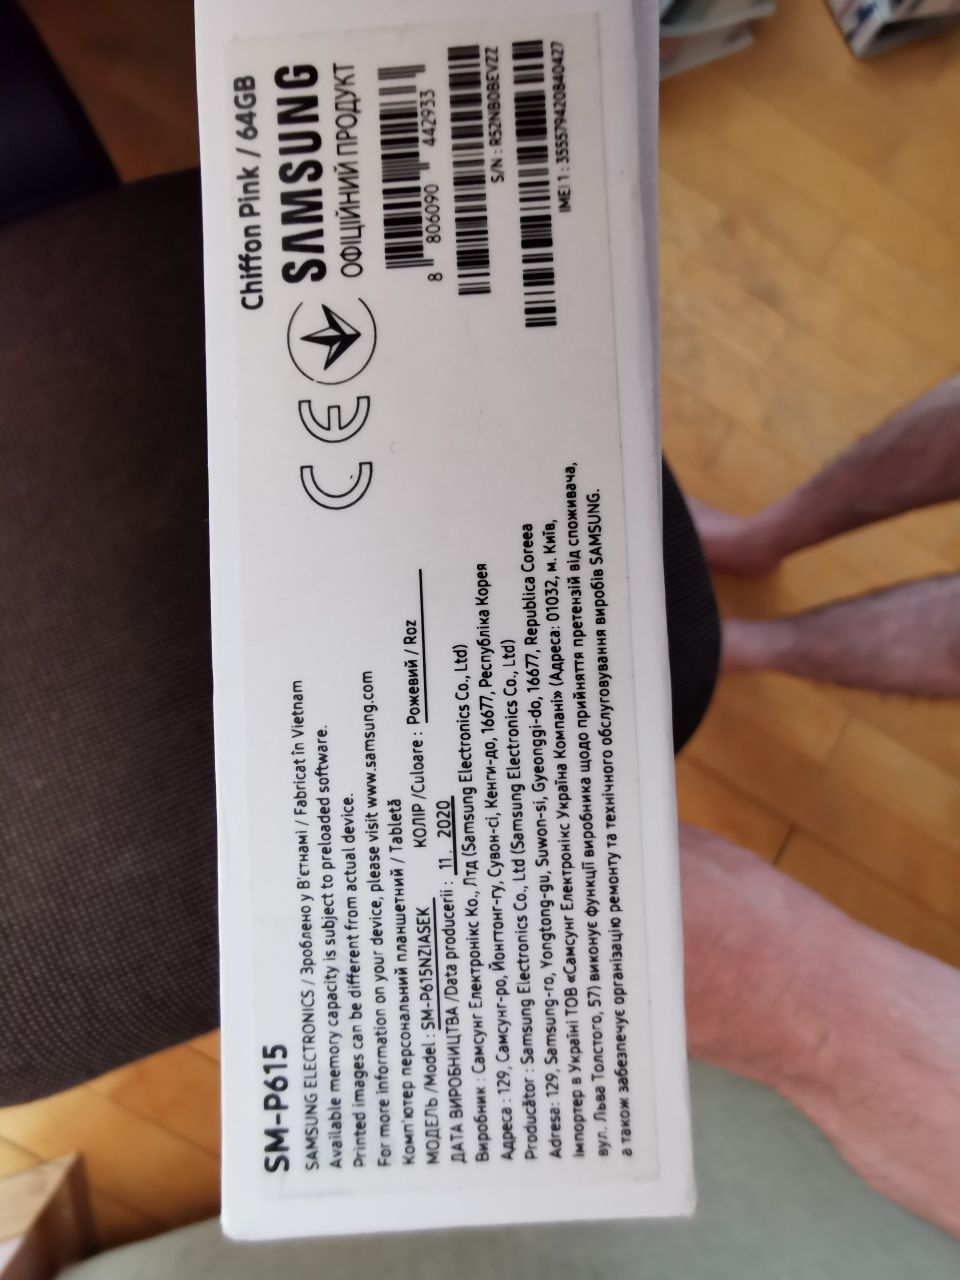 SM-P615
Chiffon Pink / 64GB
SAMSUNG ELECTRONICS / Зроблено у В'єтнамі / Fabricat în Vietnam
Available memory capacity is subject to preloaded software.
Printed images can be different from actual device.
For more information on your device, please visit www.samsung.com
Комп'ютер персональний планшетний / Tabletă
МОДЕЛЬ /Model : SM-P615NZIASEK КОЛІР /Culoare : Рожевий / Roz
ДАТА ВИРОБНИЦТВА /Data producerii : 11. 2020
Виробник : Самсунг Електронікс Ко., Лтд (Samsung Electronics Co., Ltd)
Адреса : 129, Самсунг-ро, Йонгтонг-гу, Сувон-сі, Кенги-до, 16677, Республіка Корея
Producător : Samsung Electronics Co., Ltd (Samsung Electronics Co., Ltd)
Adresa: 129, Samsung-ro, Yongtong-gu, Suwon-si, Gyeonggi-do, 16677, Republica Coreea
Імпортер в Україні ТОВ «Самсунг Електронікс Україна Компані» (Адреса: 01032, м. Київ,
вул. Льва Толстого, 57) виконує функції виробника щодо прийняття претензій від споживача,
а також забезпечує організацію ремонту та технічного обслуговування виробів SAMSUNG.
CE
SAMSUNG
ОФІЦІЙНИЙ ПРОДУКТ
8 806090 442933
S/N : R52NB0BEVZZ
IMEI 1 : 355579420840427